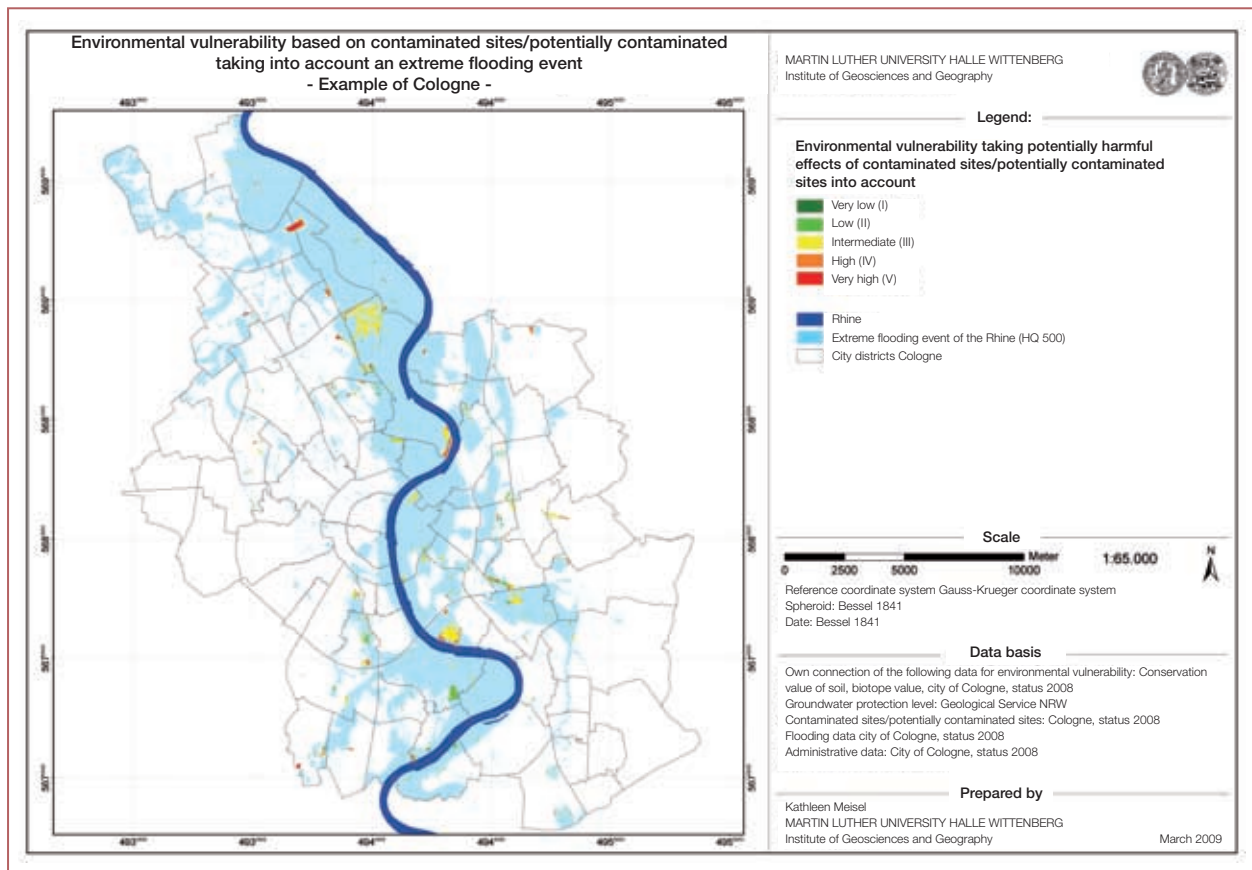 Environmental vulnerability based on contaminated sites/potentially contaminated
taking into account an extreme flooding event
- Example of Cologne -
MARTIN LUTHER UNIVERSITY HALLE WITTENBERG
Institute of Geosciences and Geography
Legend:
Environmental vulnerability taking potentially harmful
effects of contaminated sites/potentially contaminated
sites into account
Very low (I)
Low (II)
Intermediate (III)
High (IV)
Very high (V)
Rhine
Extreme flooding event of the Rhine (HQ 500)
City districts Cologne
Scale
Meter
0 2500 5000 10000
1:65.000
N
Reference coordinate system Gauss-Krueger coordinate system
Spheroid: Bessel 1841
Date: Bessel 1841
Data basis
Own connection of the following data for environmental vulnerability: Conservation
value of soil, biotope value, city of Cologne, status 2008
Groundwater protection level: Geological Service NRW
Contaminated sites/potentially contaminated sites: Cologne, status 2008
Flooding data city of Cologne, status 2008
Administrative data: City of Cologne, status 2008
Prepared by
Kathleen Meisel
MARTIN LUTHER UNIVERSITY HALLE WITTENBERG
Institute of Geosciences and Geography
March 2009